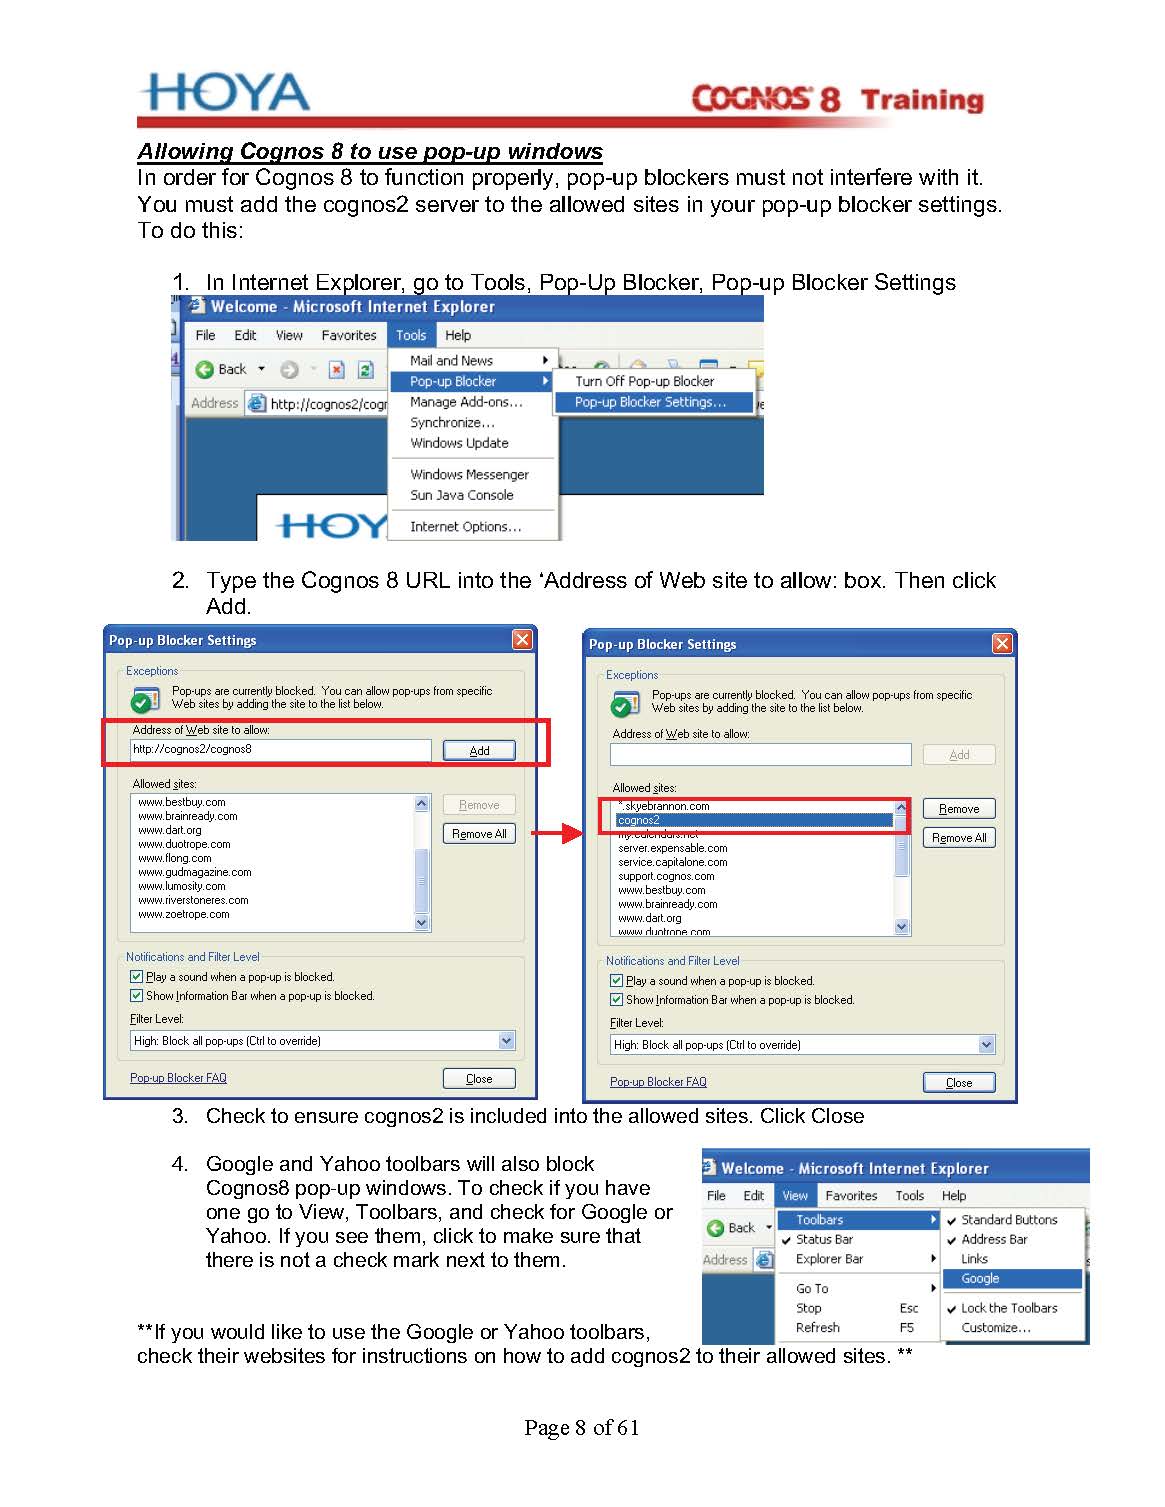 HOYA
COGNOS 8 Training
Allowing Cognos 8 to use pop-up windows
In order for Cognos 8 to function properly, pop-up blockers must not interfere with it.
You must add the cognos2 server to the allowed sites in your pop-up blocker settings.
To do this:
1. In Internet Explorer, go to Tools, Pop-Up Blocker, Pop-up Blocker Settings
Welcome - Microsoft Internet Explorer
File Edit View Favorites Tools Help
Back
Mail and News
Pop-up Blocker
Turn Off Pop-up Blocker
Address http://cognos2/cogr
Manage Add-ons...
Pop-up Blocker Settings...
Synchronize...
Windows Update
Windows Messenger
Sun Java Console
HOY
Internet Options...
2. Type the Cognos 8 URL into the ‘Address of Web site to allow: box. Then click
Add.
Pop-up Blocker Settings
Exceptions
Pop-ups are currently blocked. You can allow pop-ups from specific
Web sites by adding the site to the list below.
Address of Web site to allow:
http://cognos2/cognos8
Add
Allowed sites:
www.bestbuy.com
www.brainready.com
www.dart.org
www.duotrope.com
www.flong.com
www.gudmagazine.com
www.lumosity.com
www.riverstoneres.com
www.zoetrope.com
Remove
Remove All
Notifications and Filter Level
Play a sound when a pop-up is blocked.
Show Information Bar when a pop-up is blocked.
Filter Level:
High: Block all pop-ups (Ctrl to override)
Pop-up Blocker FAQ
Close
Pop-up Blocker Settings
Exceptions
Pop-ups are currently blocked. You can allow pop-ups from specific
Web sites by adding the site to the list below.
Address of Web site to allow:
Add
Allowed sites:
*.skyebrannon.com
cognos2
my.calendars.net
server.expensable.com
service.capitalone.com
support.cognos.com
www.bestbuy.com
www.brainready.com
www.dart.org
www.duotrope.com
Remove
Remove All
Notifications and Filter Level
Play a sound when a pop-up is blocked.
Show Information Bar when a pop-up is blocked.
Filter Level:
High: Block all pop-ups (Ctrl to override)
Pop-up Blocker FAQ
Close
3. Check to ensure cognos2 is included into the allowed sites. Click Close
4. Google and Yahoo toolbars will also block
Cognos8 pop-up windows. To check if you have
one go to View, Toolbars, and check for Google or
Yahoo. If you see them, click to make sure that
there is not a check mark next to them.
Welcome - Microsoft Internet Explorer
File Edit View Favorites Tools Help
Back
Address
Toolbars
Status Bar
Explorer Bar
Go To
Stop Esc
Refresh F5
Standard Buttons
Address Bar
Links
Google
Lock the Toolbars
Customize...
**If you would like to use the Google or Yahoo toolbars,
check their websites for instructions on how to add cognos2 to their allowed sites. **
Page 8 of 61